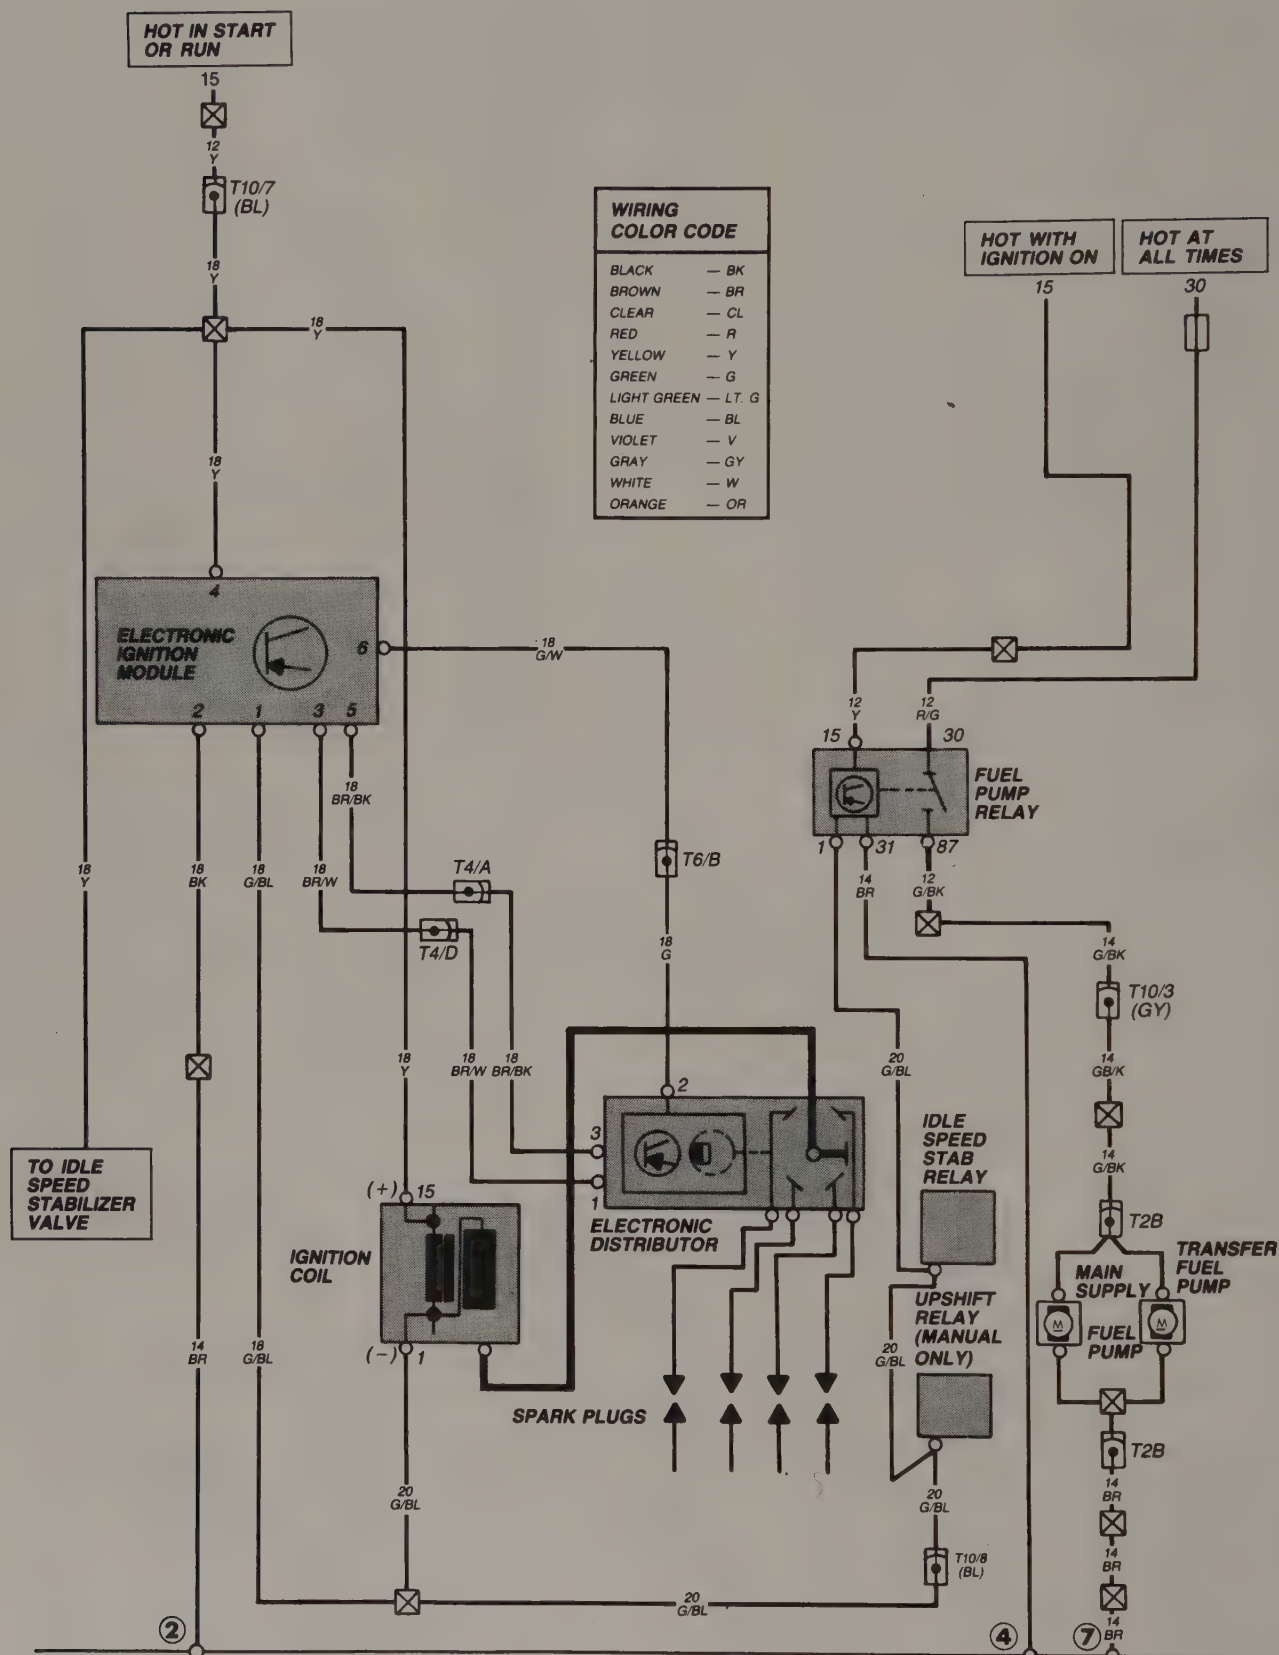 HOT IN START
OR RUN
15
12
Y
T10/7
(BL)
18
Y
18
Y
18
Y
WIRING
COLOR CODE
BLACK — BK
BROWN — BR
CLEAR — CL
RED — R
YELLOW — Y
GREEN — G
LIGHT GREEN — LT. G
BLUE — BL
VIOLET — V
GRAY — GY
WHITE — W
ORANGE — OR
HOT WITH
IGNITION ON
15
HOT AT
ALL TIMES
30
4
ELECTRONIC
IGNITION
MODULE
6
2 1 3 5
18
G/W
18
BR/BK
12
Y
12
R/G
15
30
FUEL
PUMP
RELAY
1
31
87
18
Y
18
BK
18
G/BL
18
BR/W
T4/A
T4/D
T6/B
14
BR
12
G/BK
18
G
14
G/BK
T10/3
(GY)
18
Y
18
BR/W
18
BR/BK
20
G/BL
14
GB/K
2
3
1
ELECTRONIC
DISTRIBUTOR
IDLE
SPEED
STAB
RELAY
14
G/BK
T2B
TO IDLE
SPEED
STABILIZER
VALVE
(+)
15
IGNITION
COIL
(-)
1
MAIN
SUPPLY
FUEL
PUMP
M
TRANSFER
FUEL
PUMP
M
UPSHIFT
RELAY
(MANUAL
ONLY)
14
BR
18
G/BL
20
G/BL
SPARK PLUGS
T2B
14
BR
20
G/BL
20
G/BL
T10/8
(BL)
14
BR
20
G/BL
2
4
7
14
BR